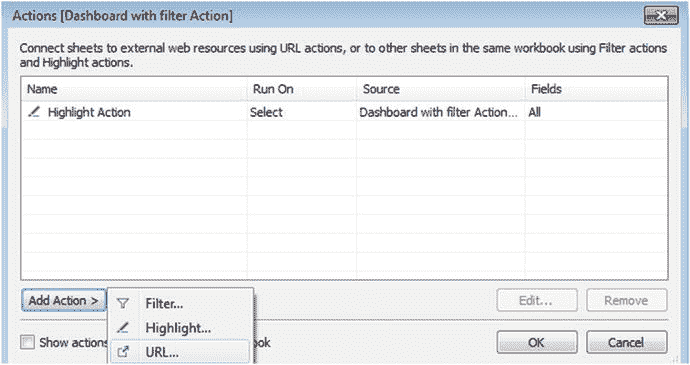 Actions [Dashboard with filter Action]
Connect sheets to external web resources using URL actions, or to other sheets in the same workbook using Filter actions
and Highlight actions.
Name Run On Source Fields
Highlight Action Select Dashboard with filter Action... All
Add Action > Edit... Remove
Filter...
Highlight...
Show actions ook OK Cancel
URL...